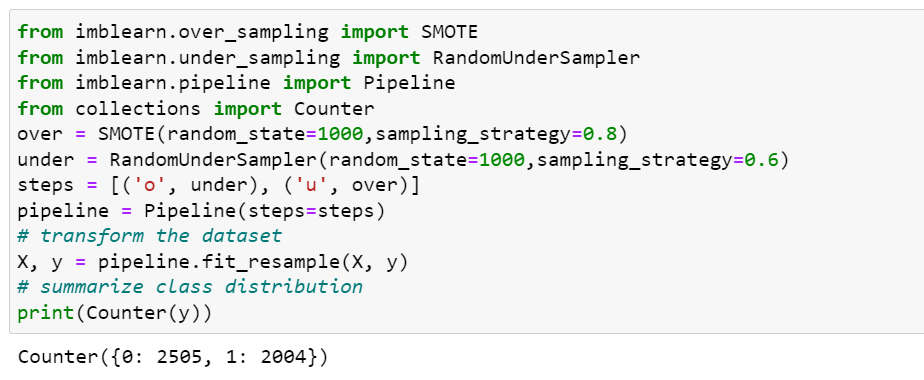 from imblearn.over_sampling import SMOTE
from imblearn.under_sampling import RandomUnderSampler
from imblearn.pipeline import Pipeline
from collections import Counter
over = SMOTE(random_state=1000,sampling_strategy=0.8)
under = RandomUnderSampler(random_state=1000,sampling_strategy=0.6)
steps = [('o', under), ('u', over)]
pipeline = Pipeline(steps=steps)
# transform the dataset
X, y = pipeline.fit_resample(X, y)
# summarize class distribution
print(Counter(y))
Counter({0: 2505, 1: 2004})